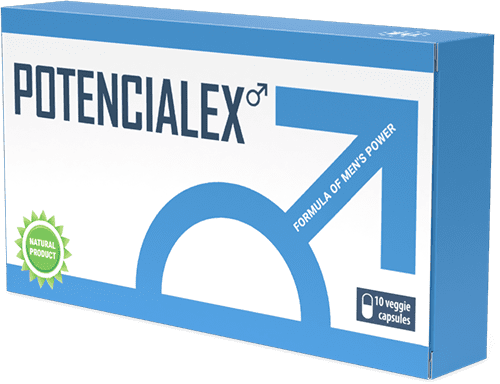 POTENCIALEX♂
FORMULA OF MEN'S POWER
NATURAL
PRODUCT
10 veggie
capsules